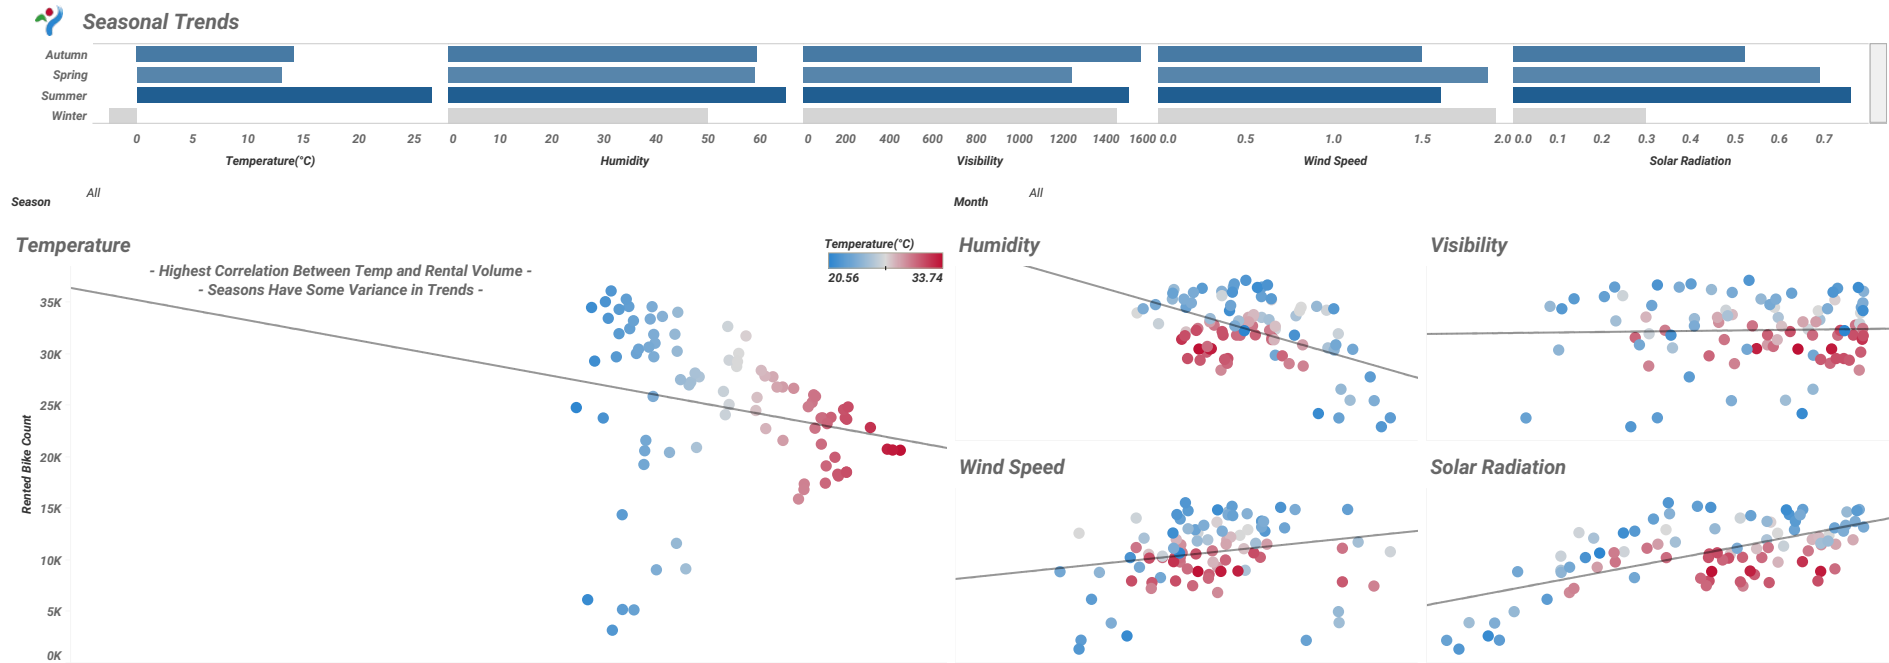 Seasonal Trends
Autumn
Spring
Summer
Winter
0 5 10 15 20 25
0 10 20 30 40 50 60
0 200 400 600 800 1000 1200 1400 1600
0.0 0.5 1.0 1.5 2.0
0.0 0.1 0.2 0.3 0.4 0.5 0.6 0.7
Temperature(°C) Humidity Visibility Wind Speed Solar Radiation
Season All
Month All
Temperature
- Highest Correlation Between Temp and Rental Volume -
- Seasons Have Some Variance in Trends -
Temperature(°C)
20.56 33.74
Rented Bike Count
35K
30K
25K
20K
15K
10K
5K
0K
Humidity
Visibility
Wind Speed
Solar Radiation